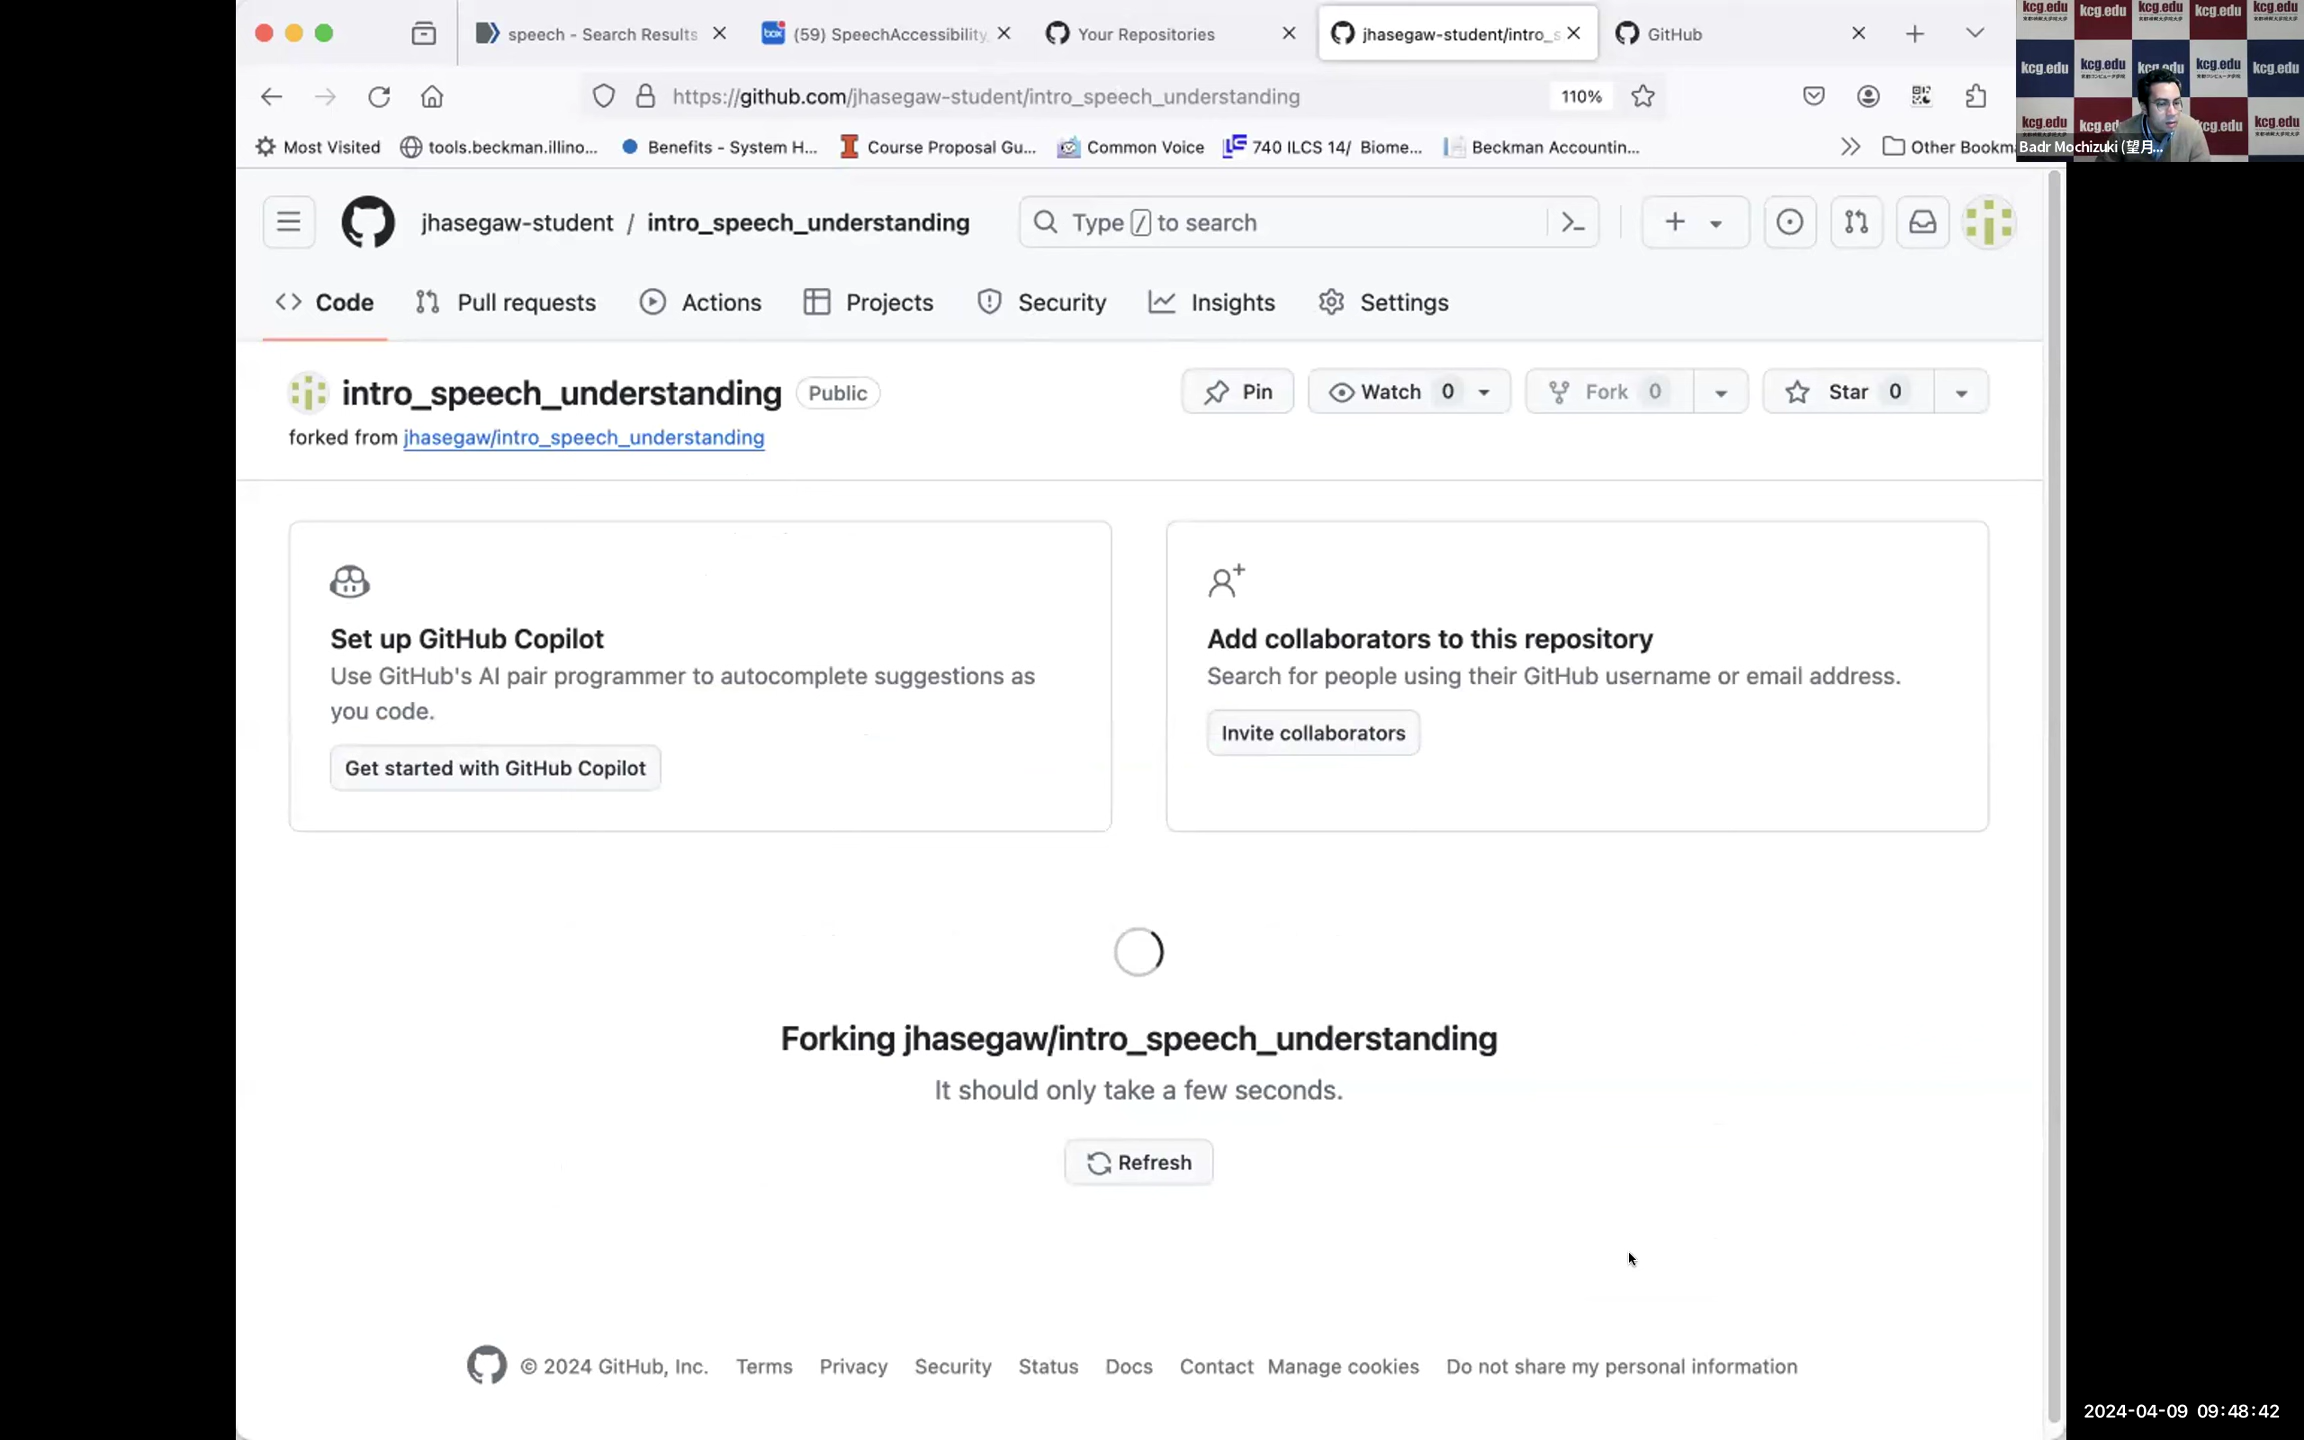 speech - Search Results
(59) SpeechAccessibility
Your Repositories
jhasegaw-student/intro_s
GitHub
https://github.com/jhasegaw-student/intro_speech_understanding
110%
Most Visited
tools.beckman.illino...
Benefits - System H...
Course Proposal Gu...
Common Voice
740 ILCS 14/ Biome...
Beckman Accountin...
Other Bookm
kcg.edu
Badr Mochizuki (望月...
jhasegaw-student / intro_speech_understanding
Type / to search
Code
Pull requests
Actions
Projects
Security
Insights
Settings
intro_speech_understanding
Public
Pin
Watch 0
Fork 0
Star 0
forked from jhasegaw/intro_speech_understanding
Set up GitHub Copilot
Use GitHub's AI pair programmer to autocomplete suggestions as
you code.
Get started with GitHub Copilot
Add collaborators to this repository
Search for people using their GitHub username or email address.
Invite collaborators
Forking jhasegaw/intro_speech_understanding
It should only take a few seconds.
Refresh
© 2024 GitHub, Inc.
Terms
Privacy
Security
Status
Docs
Contact
Manage cookies
Do not share my personal information
2024-04-09 09:48:42